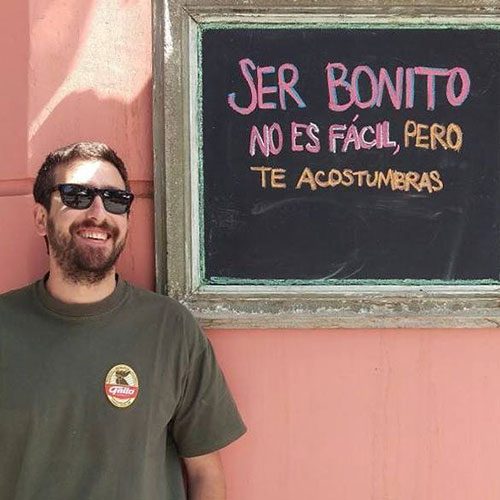 SER BONITO
NO ES FÁCIL, PERO
TE ACOSTUMBRAS
Gallo